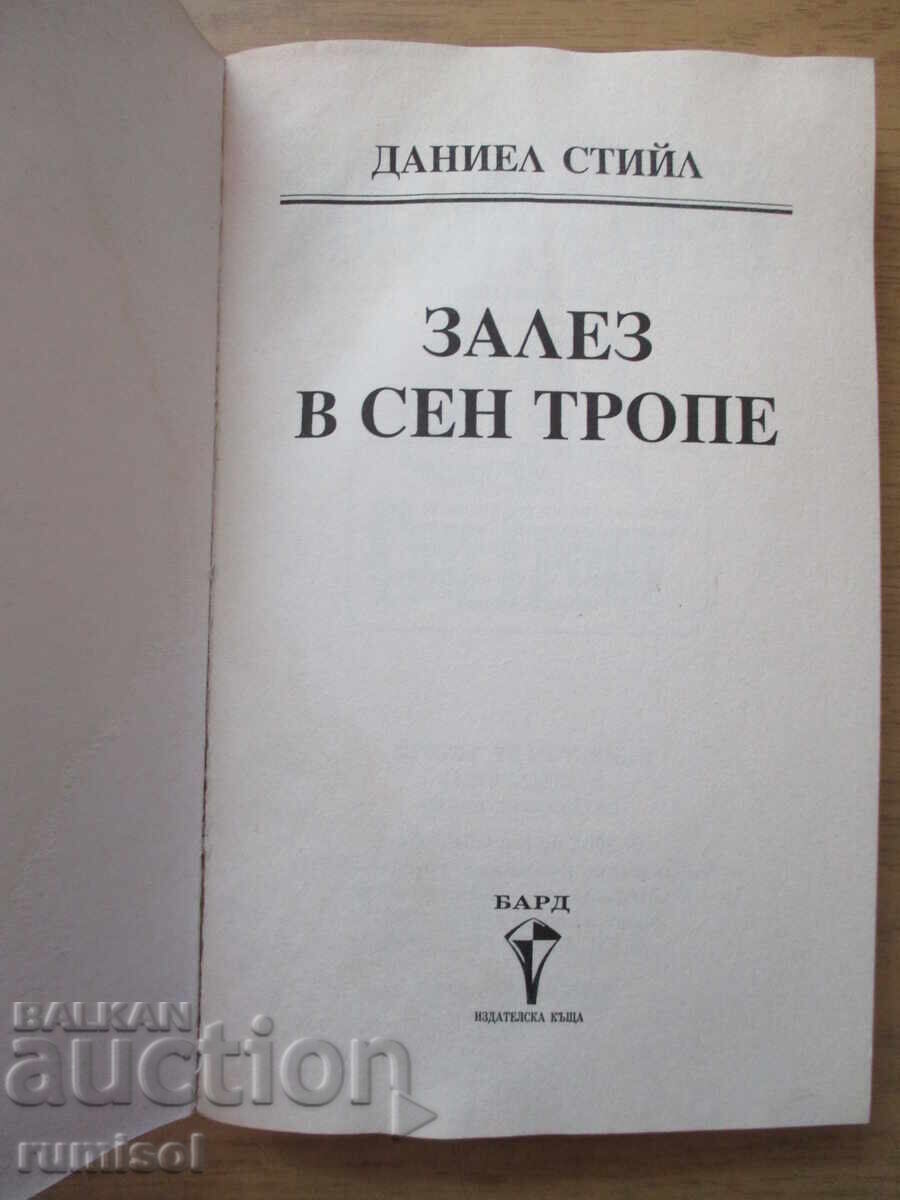 ДАНИЕЛ СТИЙЛ
ЗАЛЕЗ
В СЕН ТРОПЕ
БАРД
ИЗДАТЕЛСКА КЪЩА
BALKAN
auction
rumisol